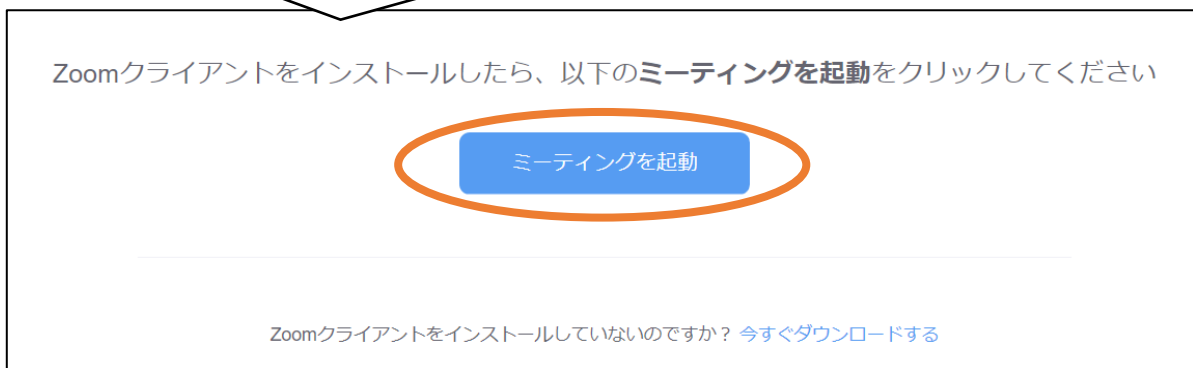 Zoomクライアントをインストールしたら、以下のミーティングを起動をクリックしてください
ミーティングを起動
Zoomクライアントをインストールしていないのですか？ 今すぐダウンロードする